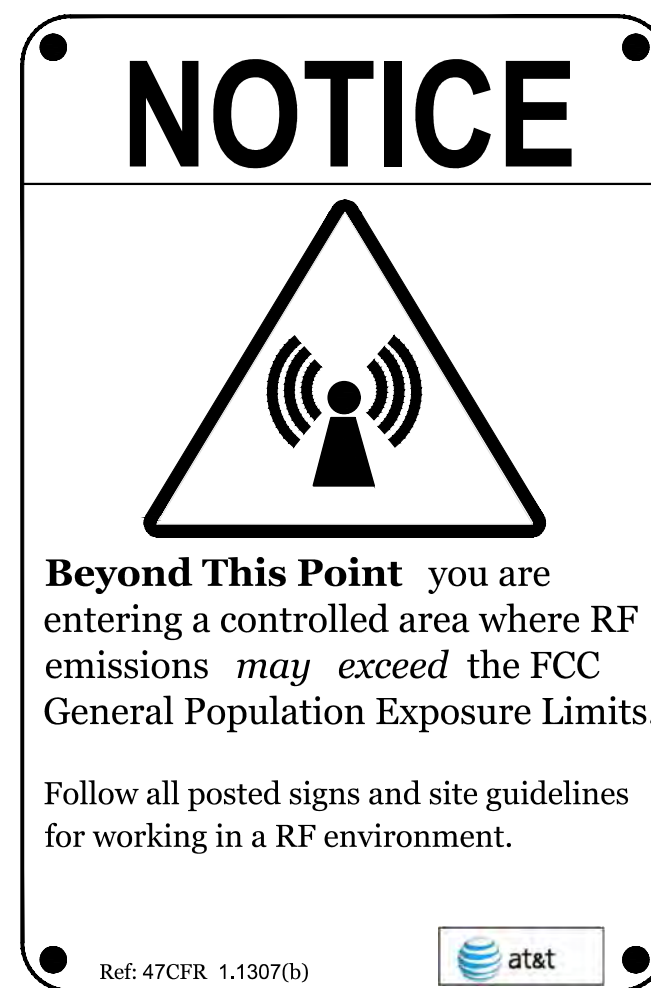 NOTICE
Beyond This Point you are
entering a controlled area where RF
emissions may exceed the FCC
General Population Exposure Limits.
Follow all posted signs and site guidelines
for working in a RF environment.
Ref: 47CFR 1.1307(b)
at&t